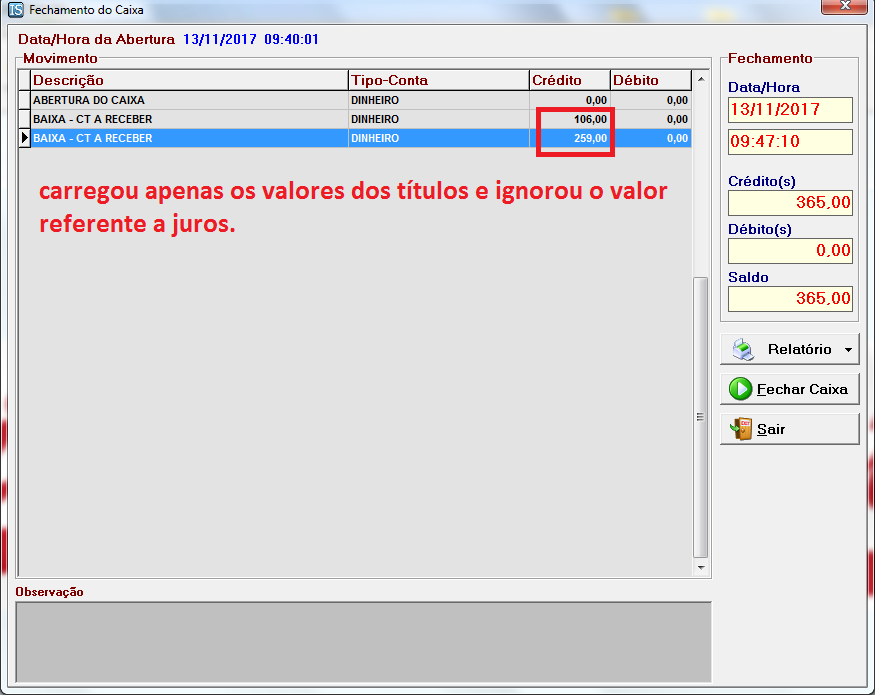 IS Fechamento do Caixa
Data/Hora da Abertura 13/11/2017 09:40:01
Movimento
Descrição Tipo-Conta Crédito Débito
ABERTURA DO CAIXA DINHEIRO 0,00 0,00
BAIXA - CT A RECEBER DINHEIRO 106,00 0,00
BAIXA - CT A RECEBER DINHEIRO 259,00 0,00
carregou apenas os valores dos títulos e ignorou o valor
referente a juros.
Fechamento
Data/Hora
13/11/2017
09:47:10
Crédito(s)
365,00
Débito(s)
0,00
Saldo
365,00
Relatório
Fechar Caixa
EXIT Sair
Observação